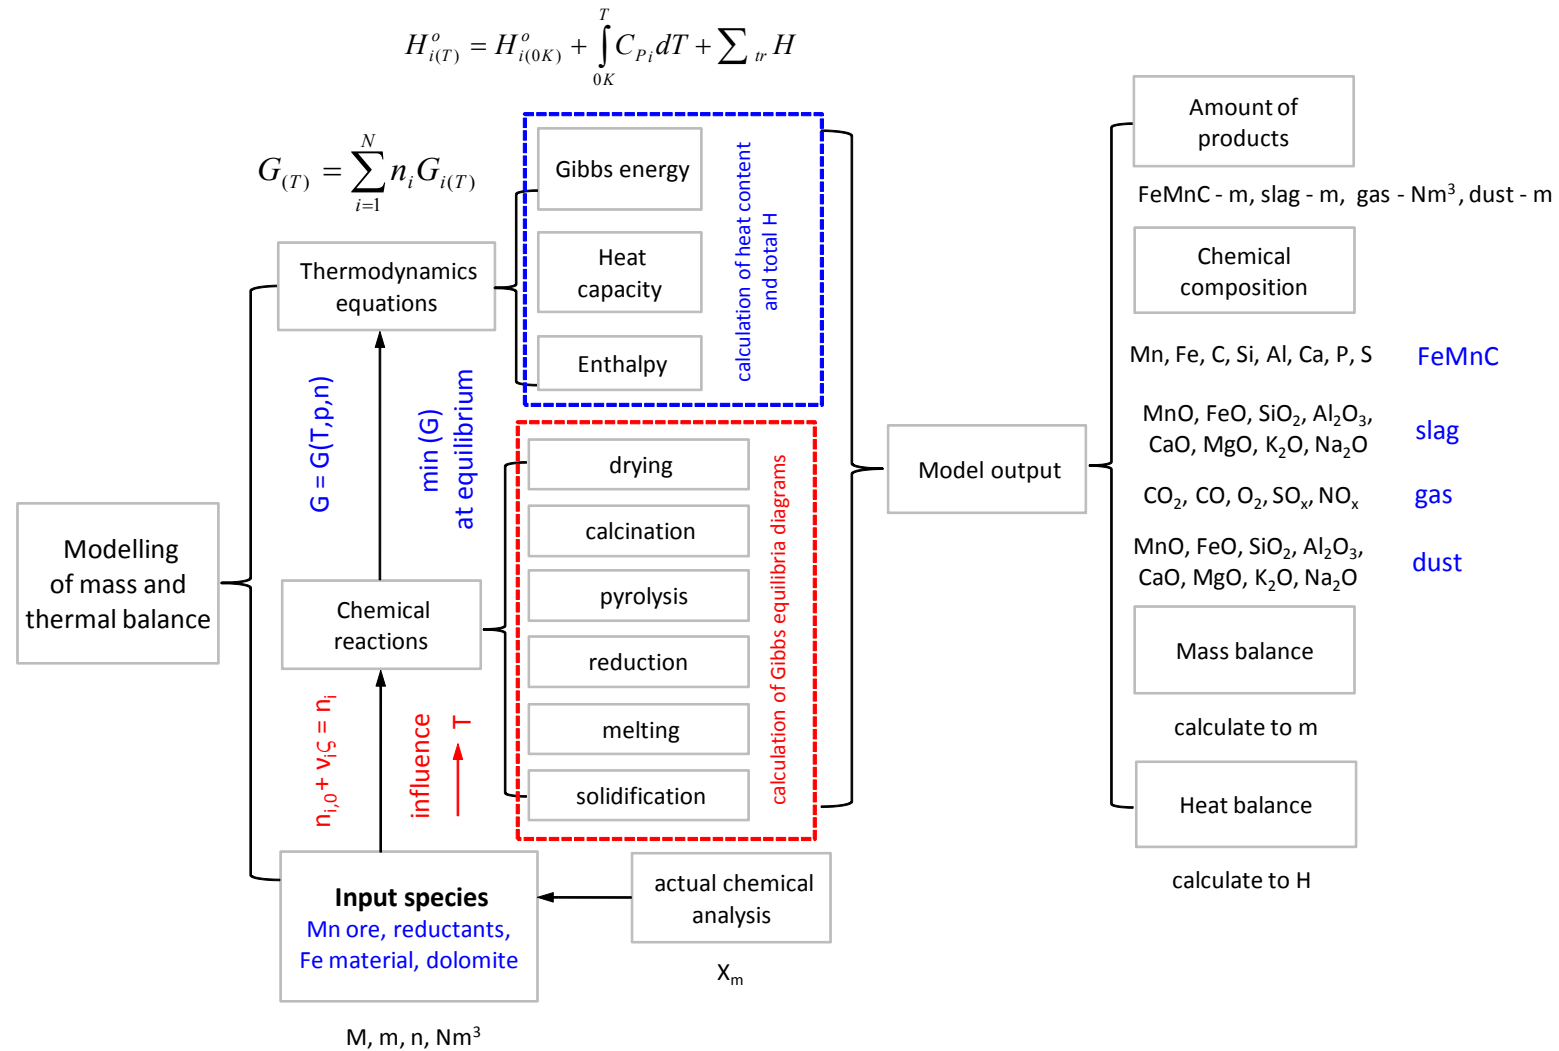 H°i(T) = H°i(0K) + ∫0K^T CPi dT + ∑ tr H
G(T) = ∑i=1^N ni Gi(T)
Modelling
of mass and
thermal balance
Thermodynamics
equations
G = G(T,p,n)
min (G)
at equilibrium
Chemical
reactions
n_i,0 + ν_iς = n_i
influence
T
Input species
Mn ore, reductants,
Fe material, dolomite
M, m, n, Nm³
actual chemical
analysis
Xₘ
Gibbs energy
Heat
capacity
Enthalpy
calculation of heat content
and total H
drying
calcination
pyrolysis
reduction
melting
solidification
calculation of Gibbs equilibria diagrams
Model output
Amount of
products
FeMnC - m, slag - m, gas - Nm³, dust - m
Chemical
composition
Mn, Fe, C, Si, Al, Ca, P, S FeMnC
MnO, FeO, SiO₂, Al₂O₃,
CaO, MgO, K₂O, Na₂O
slag
CO₂, CO, O₂, SOₓ, NOₓ gas
MnO, FeO, SiO₂, Al₂O₃,
CaO, MgO, K₂O, Na₂O
dust
Mass balance
calculate to m
Heat balance
calculate to H